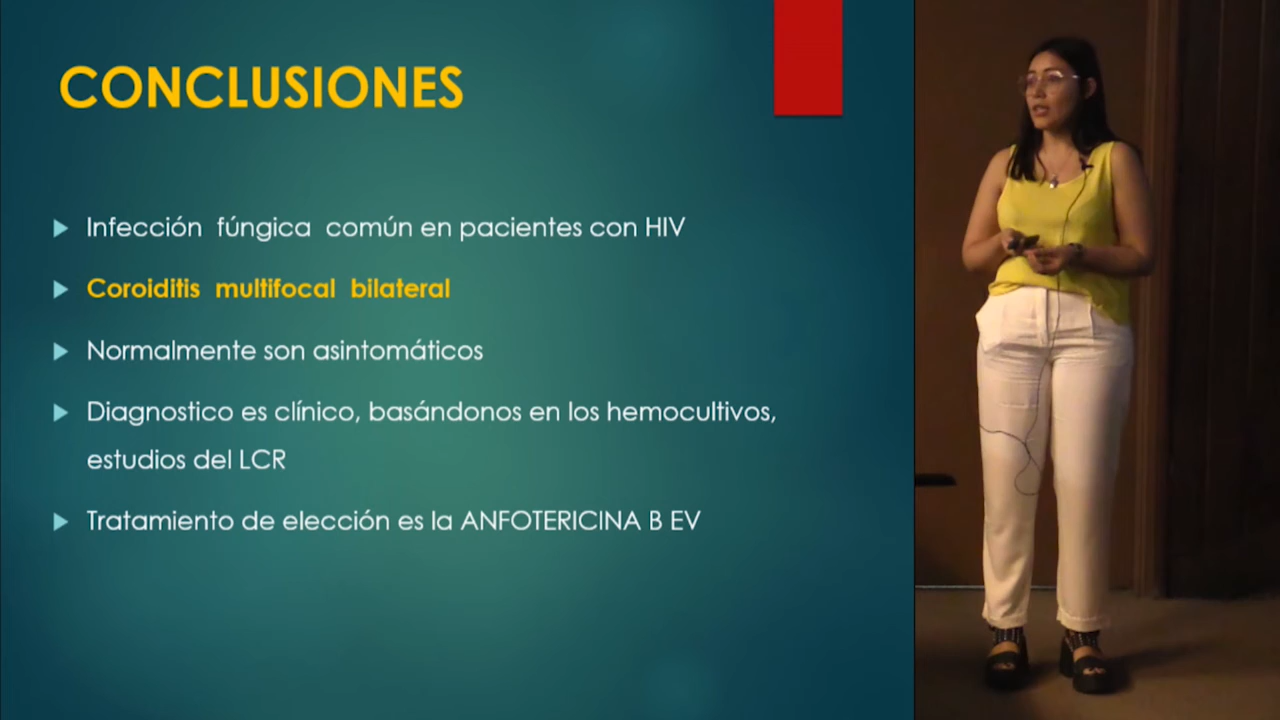 CONCLUSIONES
Infección fúngica común en pacientes con HIV
Coroiditis multifocal bilateral
Normalmente son asintomáticos
Diagnostico es clínico, basándonos en los hemocultivos,
estudios del LCR
Tratamiento de elección es la ANFOTERICINA B EV